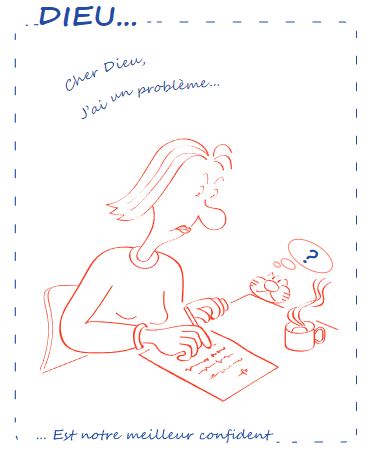 DIEU...
Cher Dieu,
J'ai un problème...
?
... Est notre meilleur confident